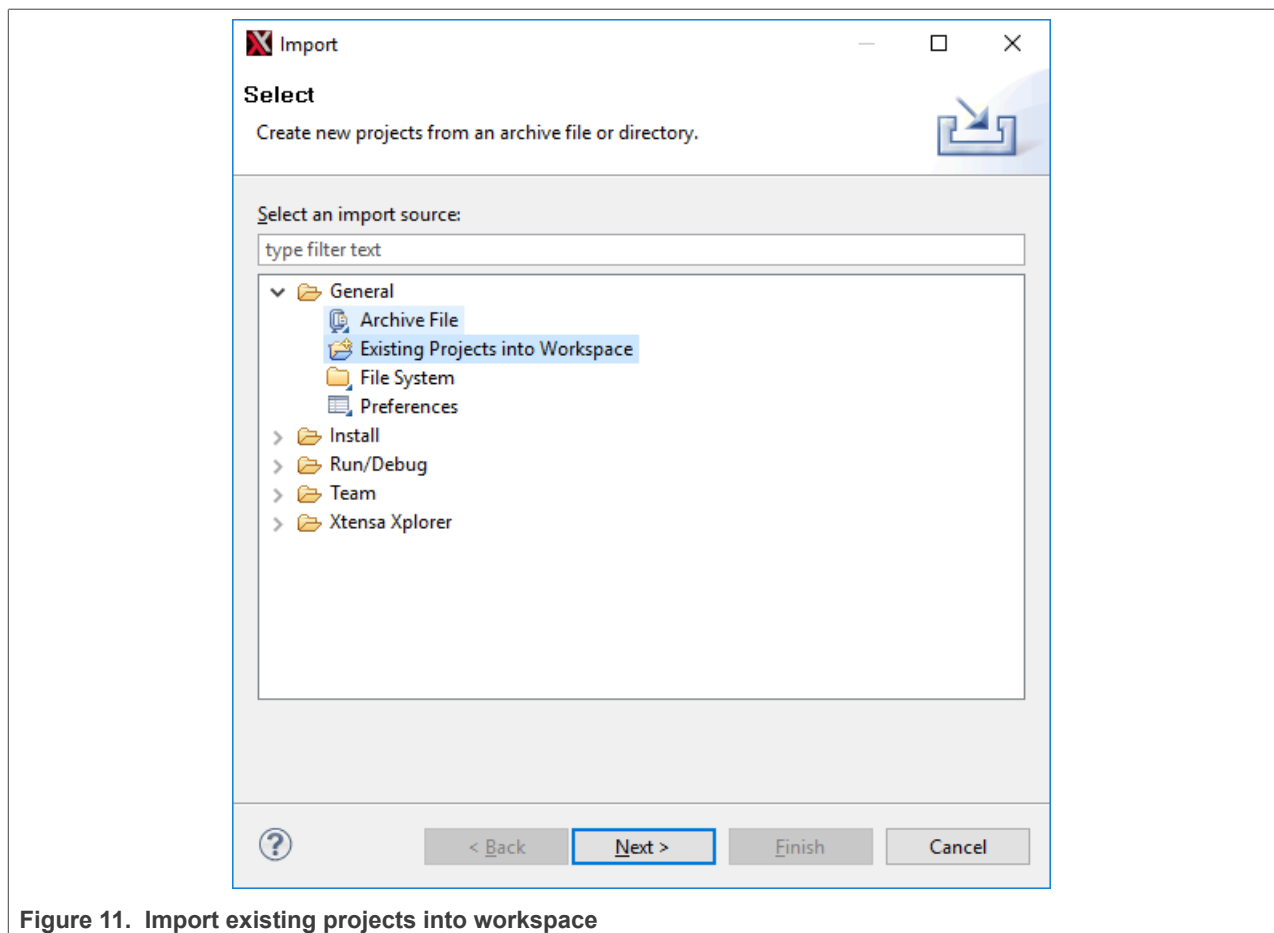 Import
Select
Create new projects from an archive file or directory.
Select an import source:
type filter text
General
Archive File
Existing Projects into Workspace
File System
Preferences
Install
Run/Debug
Team
Xtensa Xplorer
? < Back Next > Finish Cancel
Figure 11. Import existing projects into workspace